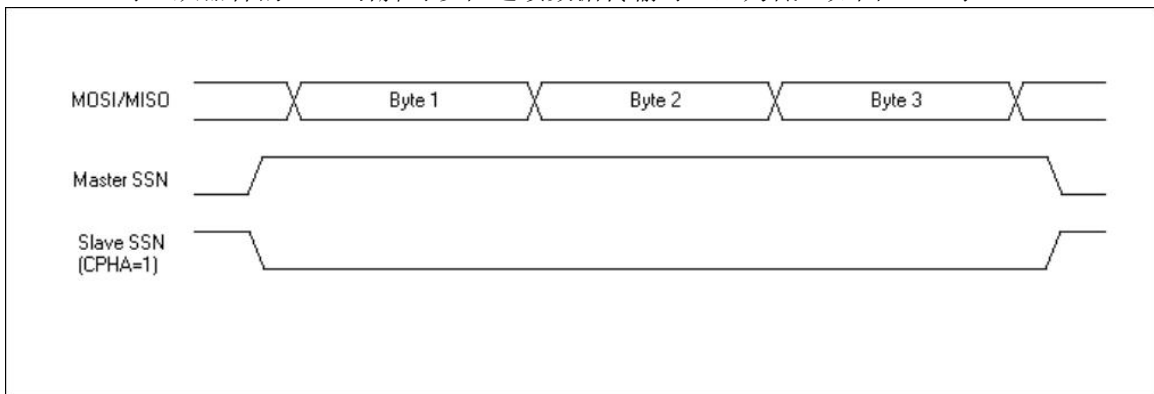 MOSI/MISO
Byte 1
Byte 2
Byte 3
Master SSN
Slave SSN
(CPHA=1)